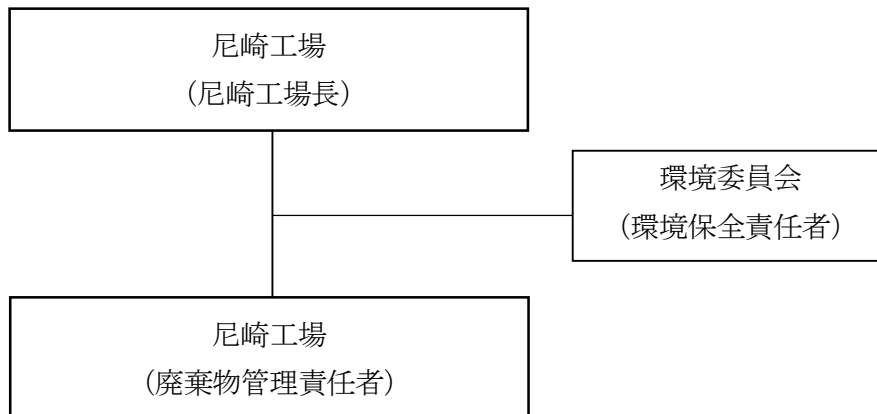 尼崎工場
（尼崎工場長）
環境委員会
（環境保全責任者）
尼崎工場
（廃棄物管理責任者）